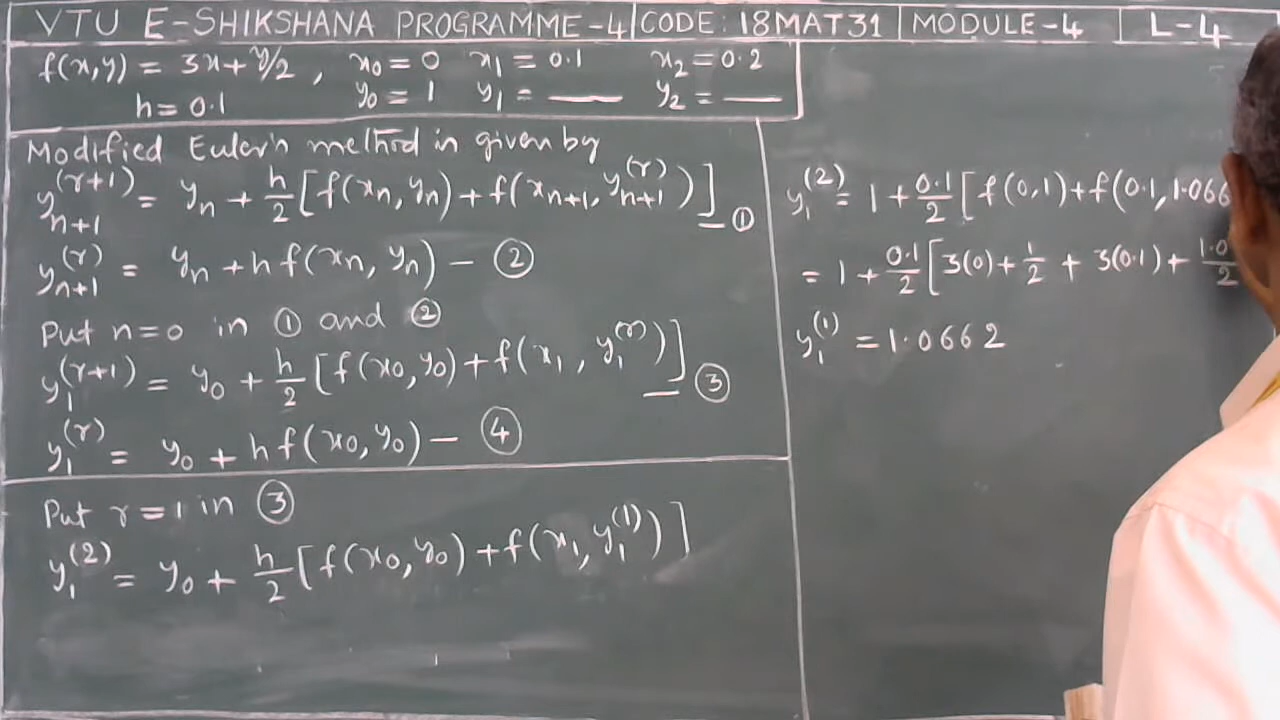 VTU E-SHIKSHANA PROGRAMME-4 CODE: 18MAT31 MODULE-4 L-4
f(x,y) = 3x+y/2 , x₀=0 x₁=0.1 x₂=0.2
h=0.1 y₀=1 y₁=___ y₂=___
Modified Euler's method is given by
y_{n+1}^{(r+1)} = y_n + h/2 [f(x_n, y_n) + f(x_{n+1}, y_{n+1}^{(r)})] — ①
y_{n+1}^{(r)} = y_n + h f(x_n, y_n) — ②
Put n=0 in ① and ②
y₁^{(r+1)} = y₀ + h/2 [f(x₀, y₀) + f(x₁, y₁^{(r)})] — ③
y₁^{(r)} = y₀ + h f(x₀, y₀) — ④
Put r=1 in ③
y₁^{(2)} = y₀ + h/2 [f(x₀, y₀) + f(x₁, y₁^{(1)})]
y₁^{(2)} = 1 + 0.1/2 [f(0,1) + f(0.1, 1.066
= 1 + 0.1/2 [3(0) + 1/2 + 3(0.1) + 1.0/2
y₁^{(1)} = 1.0662